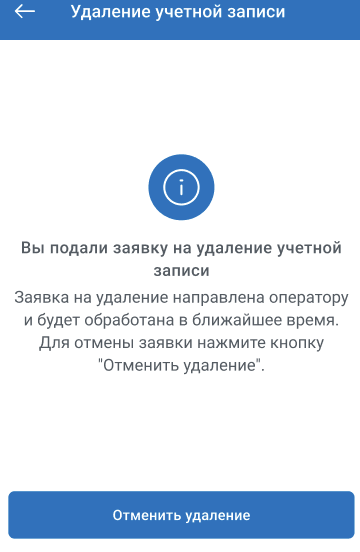 Удаление учетной записи
Вы подали заявку на удаление учетной
записи
Заявка на удаление направлена оператору
и будет обработана в ближайшее время.
Для отмены заявки нажмите кнопку
"Отменить удаление".
Отменить удаление